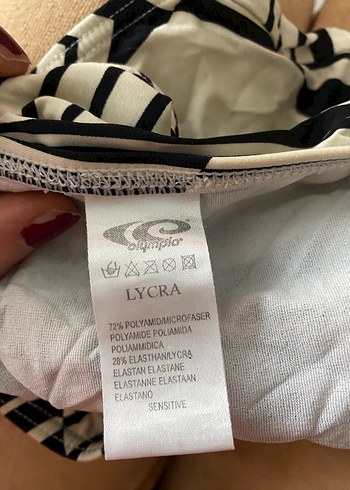 olympia
LYCRA
72% POLYAMID/MICROFASER
POLYAMIDE POLIAMIDA
POLIAMMIDICA
28% ELASTHAN/LYCRA
ELASTAN ELASTANE
ELASTANNE ELASTAAN
ELASTANO
SENSITIVE